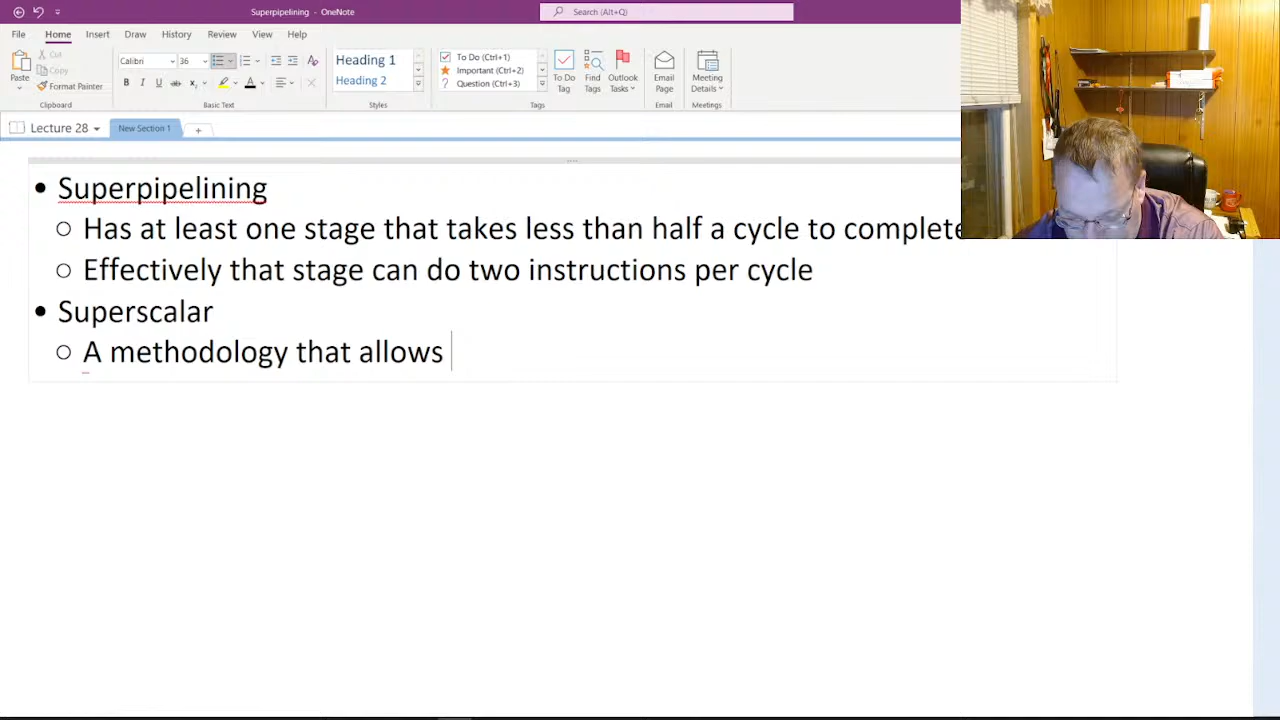 Superpipelining - OneNote
Search (Alt+Q)
File Home Insert Draw History Review View Help
Paste
Cut
Copy
Format Painter
Clipboard
Calibri
B I U ab
A
Basic Text
Heading 1
Heading 2
Styles
To Do (Ctrl+1)
Important (Ctrl+2)
Question (Ctrl+3)
To Do Tag
Find Tags
Outlook Tasks
Tags
Email Page
Email
Meeting Details
Meetings
Lecture 28
New Section 1
+
Superpipelining
Has at least one stage that takes less than half a cycle to complete
Effectively that stage can do two instructions per cycle
Superscalar
A methodology that allows